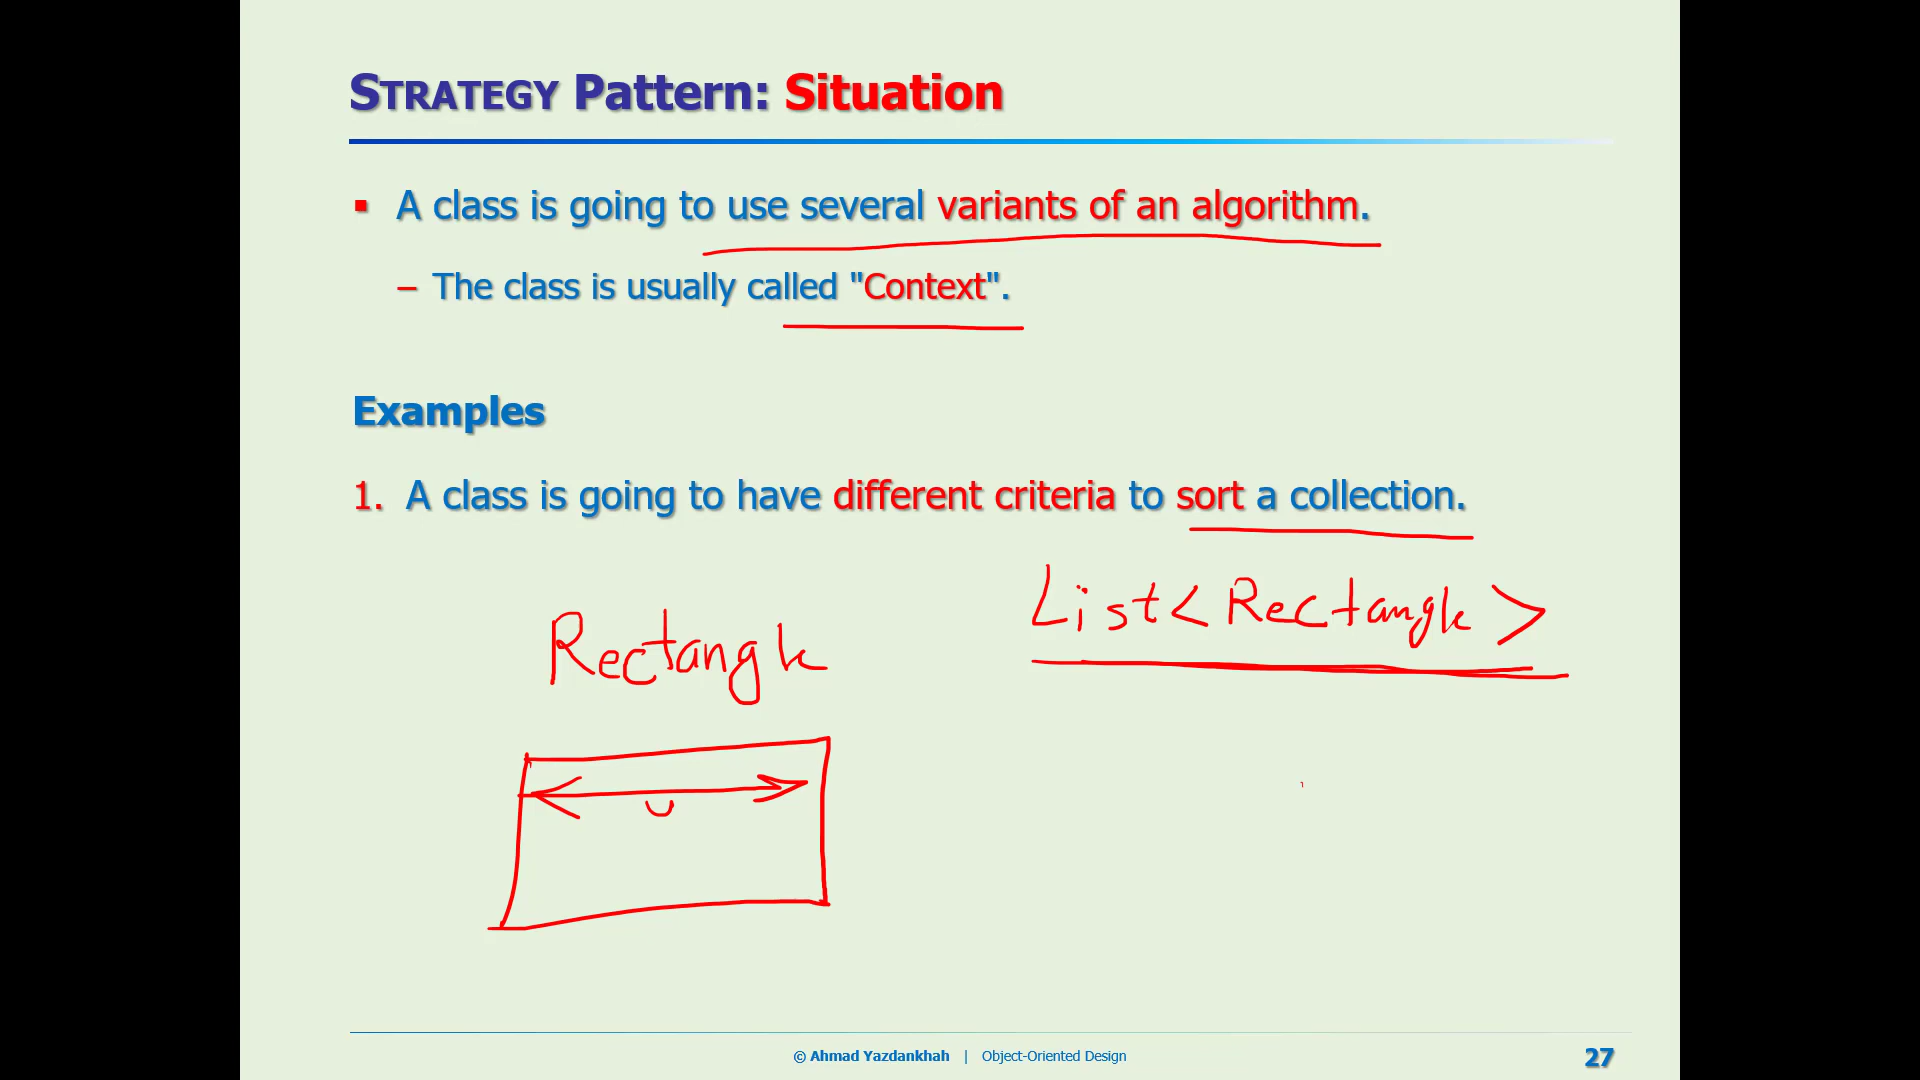 STRATEGY Pattern: Situation
▪ A class is going to use several variants of an algorithm.
– The class is usually called "Context".
Examples
1. A class is going to have different criteria to sort a collection.
List<Rectangle>
Rectangle
© Ahmad Yazdankhah | Object-Oriented Design
27